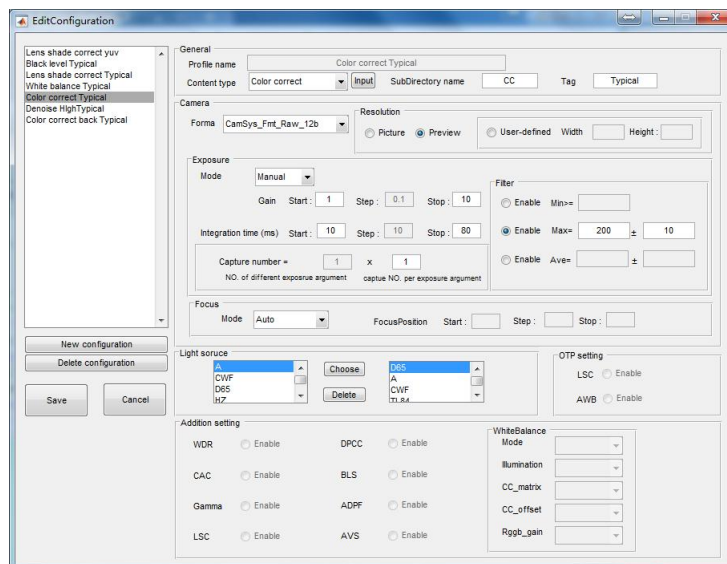 EditConfiguration
Lens shade correct yuv
Black level Typical
Lens shade correct Typical
White balance Typical
Color correct Typical
Denoise HIghTypical
Color correct back Typical
New configuration
Delete configuration
Save Cancel
General
Profile name Color correct Typical
Content type Color correct Input SubDirectory name CC Tag Typical
Camera
Forma CamSys_Fmt_Raw_12b
Resolution
Picture Preview User-defined Width Height :
Exposure
Mode Manual
Gain Start : 1 Step : 0.1 Stop : 10
Integration time (ms) Start : 10 Step : 10 Stop : 80
Capture number = 1 x 1
NO. of different exposrue argument captue NO. per exposure argument
Filter
Enable Min>=
Enable Max= 200 ± 10
Enable Ave= ±
Focus
Mode Auto FocusPosition Start : Step : Stop :
Light soruce
A
CWF
D65
HZ
Choose
Delete
D65
A
CWF
TL84
OTP setting
LSC Enable
AWB Enable
Addition setting
WDR Enable DPCC Enable
CAC Enable BLS Enable
Gamma Enable ADPF Enable
LSC Enable AVS Enable
WhiteBalance
Mode
Illumination
CC_matrix
CC_offset
Rggb_gain